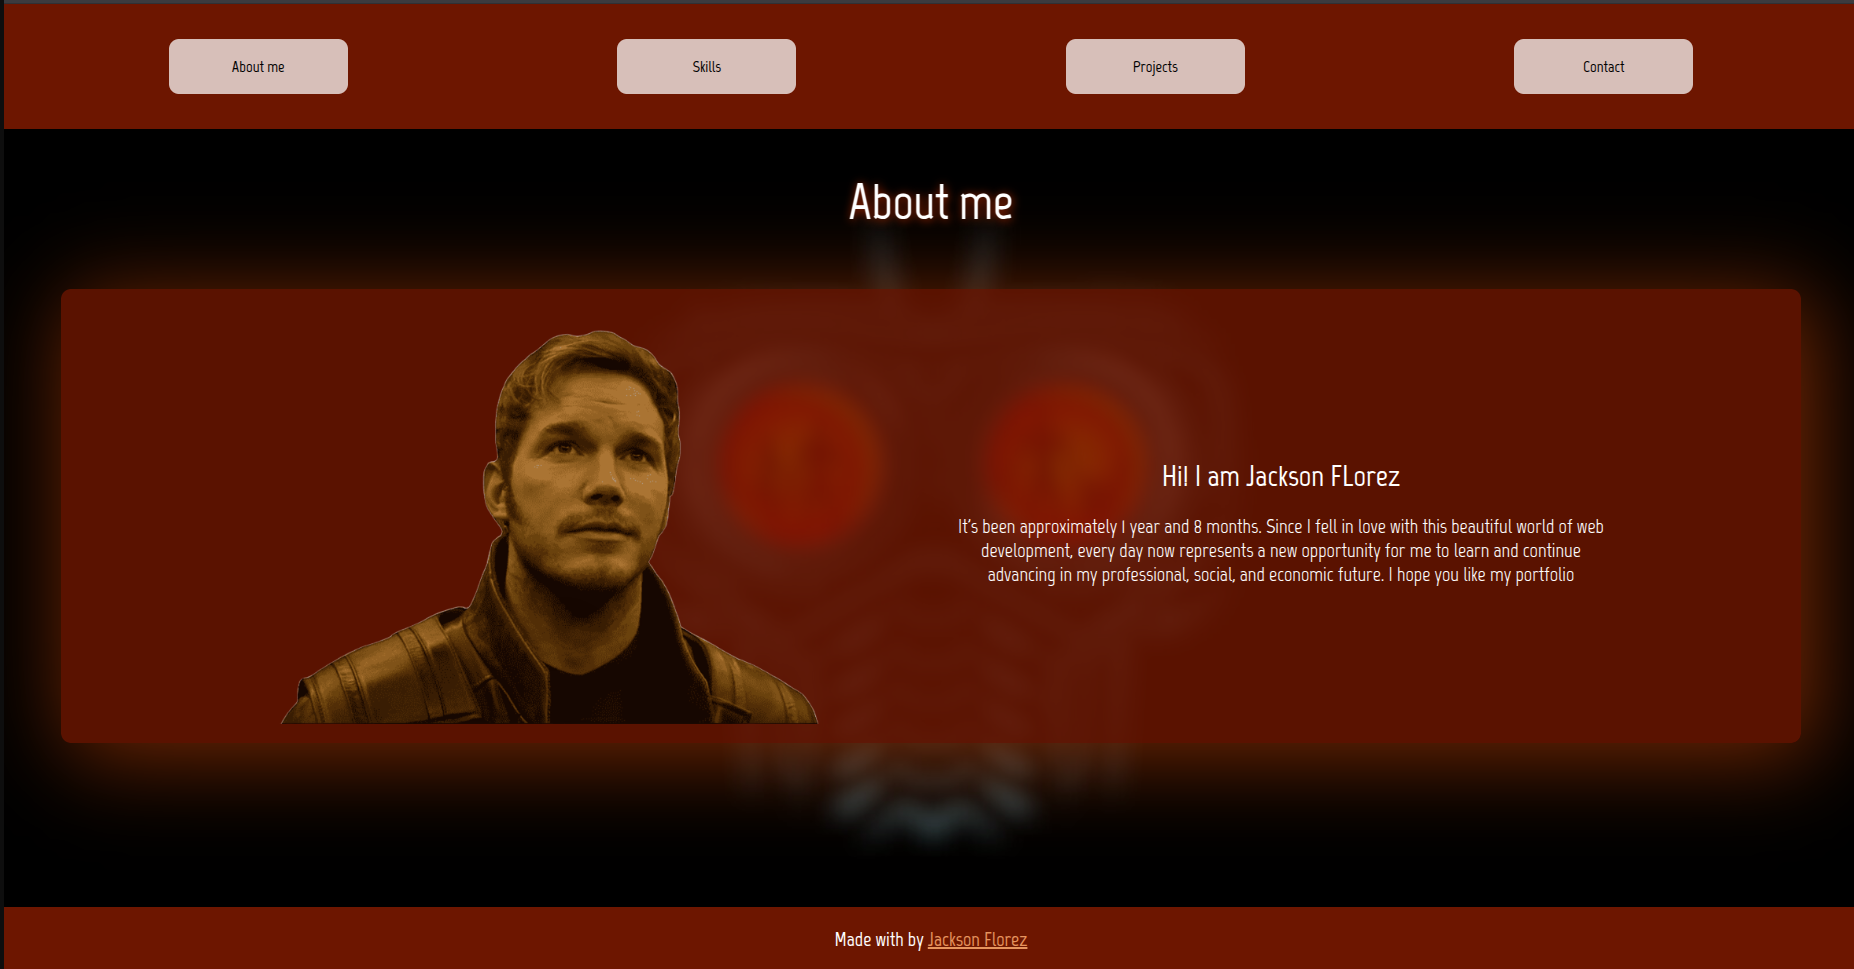 About me
Skills
Projects
Contact
About me
Hi! I am Jackson FLorez
It's been approximately 1 year and 8 months. Since I fell in love with this beautiful world of web
development, every day now represents a new opportunity for me to learn and continue
advancing in my professional, social, and economic future. I hope you like my portfolio
Made with by Jackson Florez